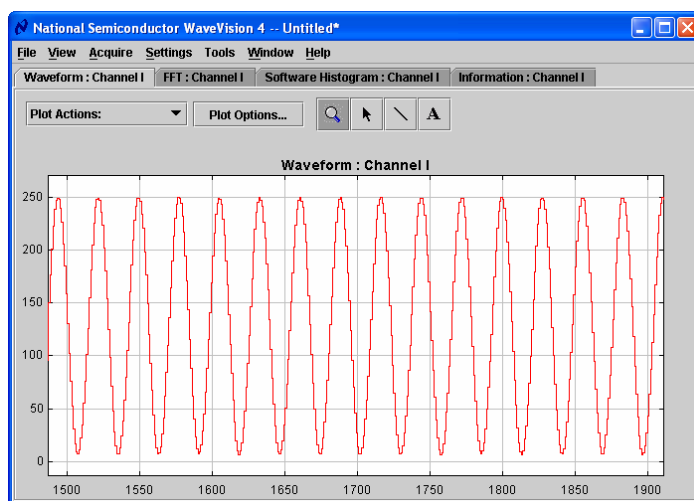 National Semiconductor WaveVision 4 -- Untitled*
File View Acquire Settings Tools Window Help
Waveform : Channel I FFT : Channel I Software Histogram : Channel I Information : Channel I
Plot Actions: Plot Options... A
Waveform : Channel I
250
200
150
100
50
0
1500 1550 1600 1650 1700 1750 1800 1850 1900